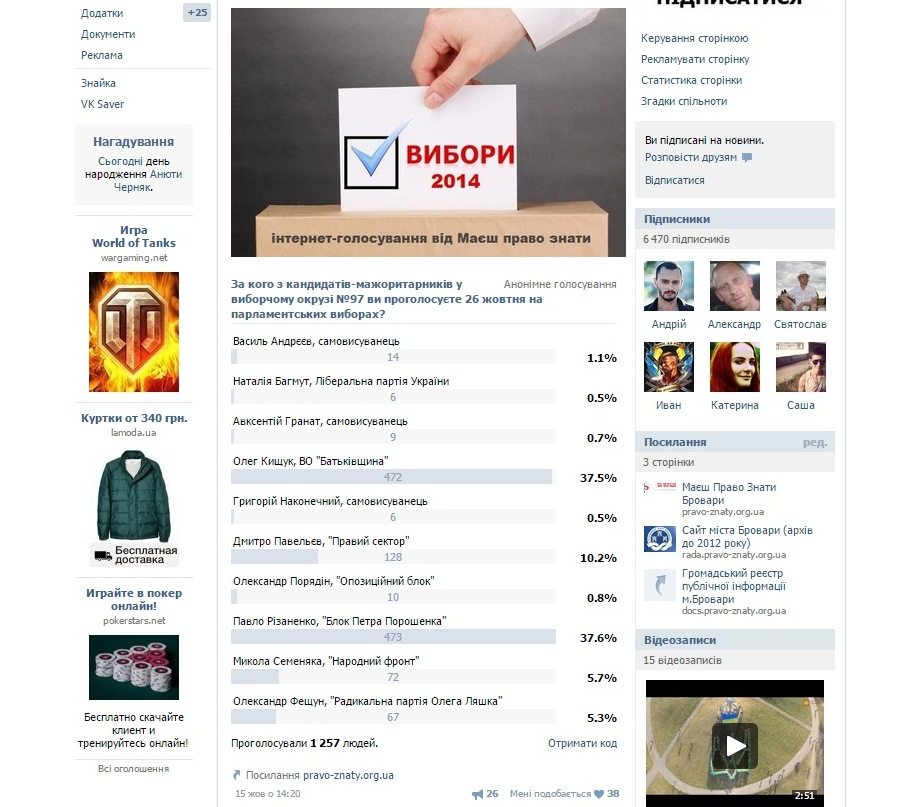 Додатки
+25
Документи
Реклама
Знайка
VK Saver
Нагадування
Сьогодні день
народження Анюти
Черняк.
Игра
World of Tanks
wargaming.net
Куртки от 340 грн.
lamoda.ua
Бесплатная
доставка
Играйте в покер
онлайн!
pokerstars.net
Бесплатно скачайте
клиент и
тренируйтесь онлайн!
Всі оголошення
ВИБОРИ
2014
інтернет-голосування від Маєш право знати
За кого з кандидатів-мажоритарників у
виборчому окрузі №97 ви проголосуєте 26 жовтня на
парламентських виборах?
Анонімне голосування
Василь Андрєєв, самовисуванець
14 1.1%
Наталія Багмут, Ліберальна партія України
6 0.5%
Авксентій Гранат, самовисуванець
9 0.7%
Олег Кищук, ВО "Батьківщина"
472 37.5%
Григорій Наконечний, самовисуванець
6 0.5%
Дмитро Павельєв, "Правий сектор"
128 10.2%
Олександр Порядін, "Опозиційний блок"
10 0.8%
Павло Різаненко, "Блок Петра Порошенка"
473 37.6%
Микола Семеняка, "Народний фронт"
72 5.7%
Олександр Фещун, "Радикальна партія Олега Ляшка"
67 5.3%
Проголосували 1 257 людей.
Отримати код
Посилання pravo-znaty.org.ua
15 жов о 14:20
26 Мені подобається 38
ПІДПИСАТИСЯ
Керування сторінкою
Рекламувати сторінку
Статистика сторінки
Згадки спільноти
Ви підписані на новини.
Розповісти друзям
Відписатися
Підписники
6 470 підписників
Андрій Александр Святослав
Иван Катерина Саша
Посилання ред.
3 сторінки
Маєш Право Знати
Бровари
pravo-znaty.org.ua
Сайт міста Бровари (архів
до 2012 року)
rada.pravo-znaty.org.ua
Громадський реєстр
публічної інформації
м.Бровари
docs.pravo-znaty.org.ua
Відеозаписи
15 відеозаписів
2:51